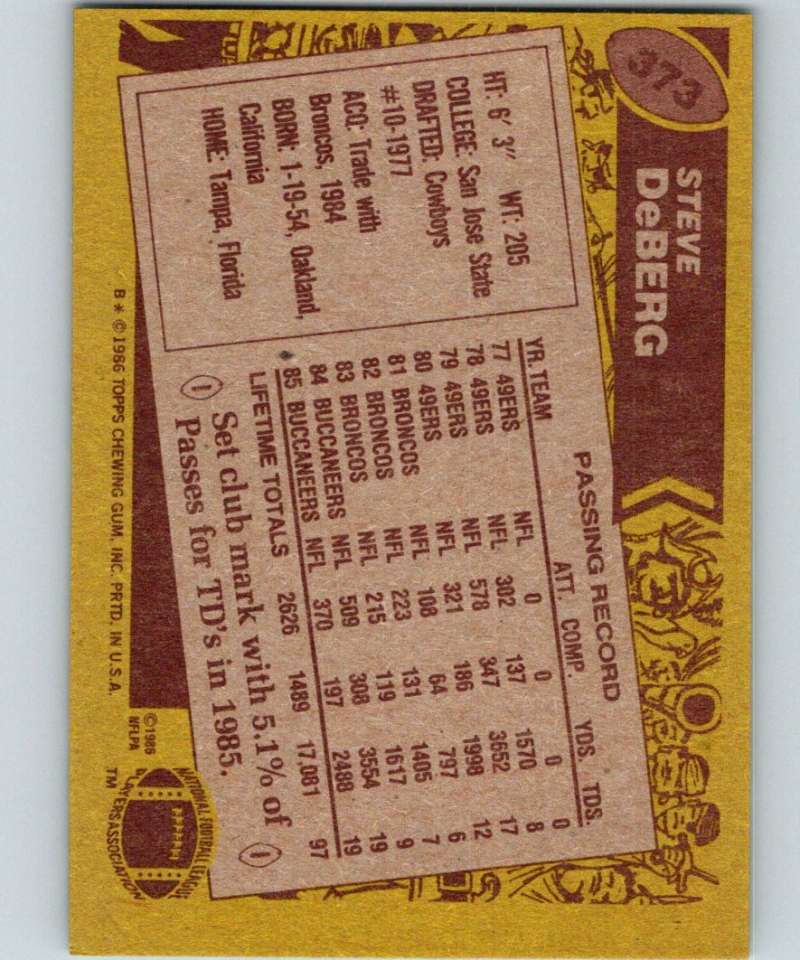 373
STEVE
DeBERG
HT: 6' 3" WT: 205
COLLEGE: San Jose State
DRAFTED: Cowboys
#10-1977
ACQ: Trade with
Broncos, 1984
BORN: 1-19-54, Oakland,
California
HOME: Tampa, Florida
PASSING RECORD
YR. TEAM ATT. COMP. YDS. TDS.
77 49ERS NFL 0 0 0 0
78 49ERS NFL 302 137 1570 8
79 49ERS NFL 578 347 3652 17
80 49ERS NFL 321 186 1998 12
81 BRONCOS NFL 108 64 797 6
82 BRONCOS NFL 223 131 1405 7
83 BRONCOS NFL 215 119 1617 9
84 BUCCANEERS NFL 509 308 3554 19
85 BUCCANEERS NFL 370 197 2488 19
LIFETIME TOTALS 2626 1489 17,081 97
Set club mark with 5.1% of
Passes for TD's in 1985.
B * ©1986 TOPPS CHEWING GUM, INC. PRTD. IN U.S.A.
©1986
NFLPA
NATIONAL FOOTBALL LEAGUE
YERS ASSOCIATION
TM